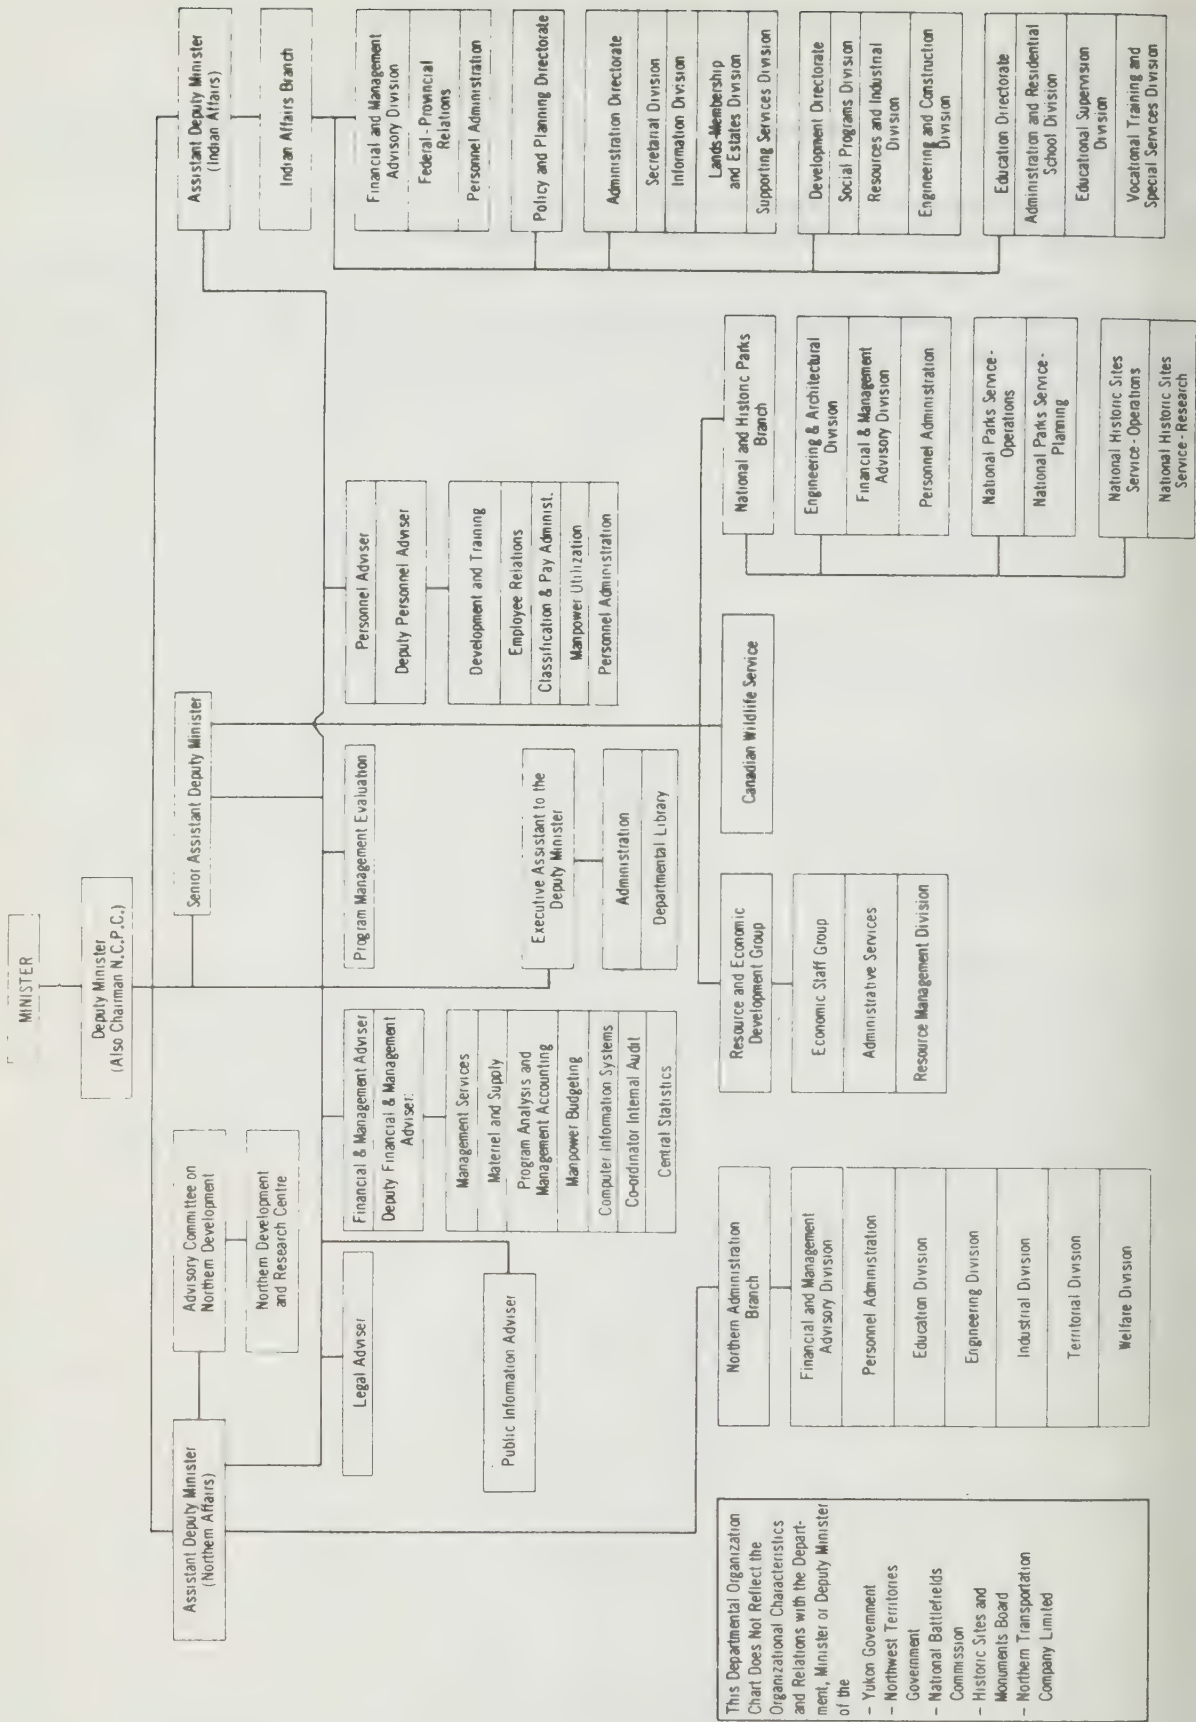 MINISTER
Deputy Minister
(Also Chairman N.C.P.C.)
Assistant Deputy Minister
(Northern Affairs)
Advisory Committee on
Northern Development
Northern Development
and Research Centre
Senior Assistant Deputy Minister
Assistant Deputy Minister
(Indian Affairs)
Indian Affairs Branch
Legal Adviser
Public Information Adviser
Financial & Management Adviser
Deputy Financial & Management
Adviser:
Management Services
Materiel and Supply
Program Analysis and
Management Accounting
Manpower Budgeting
Computer Information Systems
Co-ordinator Internal Audit
Central Statistics
Program Management Evaluation
Executive Assistant to the
Deputy Minister
Administration
Departmental Library
Personnel Adviser
Deputy Personnel Adviser
Development and Training
Employee Relations
Classification & Pay Administ.
Manpower Utilization
Personnel Administration
Financial and Management
Advisory Division
Federal - Provincial
Relations
Personnel Administration
Policy and Planning Directorate
Administration Directorate
Secretariat Division
Information Division
Lands-Membership
and Estates Division
Supporting Services Division
Development Directorate
Social Programs Division
Resources and Industrial
Division
Engineering and Construction
Division
Education Directorate
Administration and Residential
School Division
Educational Supervision
Division
Vocational Training and
Special Services Division
Northern Administration
Branch
Financial and Management
Advisory Division
Personnel Administration
Education Division
Engineering Division
Industrial Division
Territorial Division
Welfare Division
Resource and Economic
Development Group
Economic Staff Group
Administrative Services
Resource Management Division
Canadian Wildlife Service
National and Historic Parks
Branch
Engineering & Architectural
Division
Financial & Management
Advisory Division
Personnel Administration
National Parks Service-
Operations
National Parks Service-
Planning
National Historic Sites
Service-Operations
National Historic Sites
Service-Research
This Departmental Organization
Chart Does Not Reflect the
Organizational Characteristics
and Relations with the Depart-
ment, Minister or Deputy Minister
of the
- Yukon Government
- Northwest Territories
Government
- National Battlefields
Commission
- Historic Sites and
Monuments Board
- Northern Transportation
Company Limited